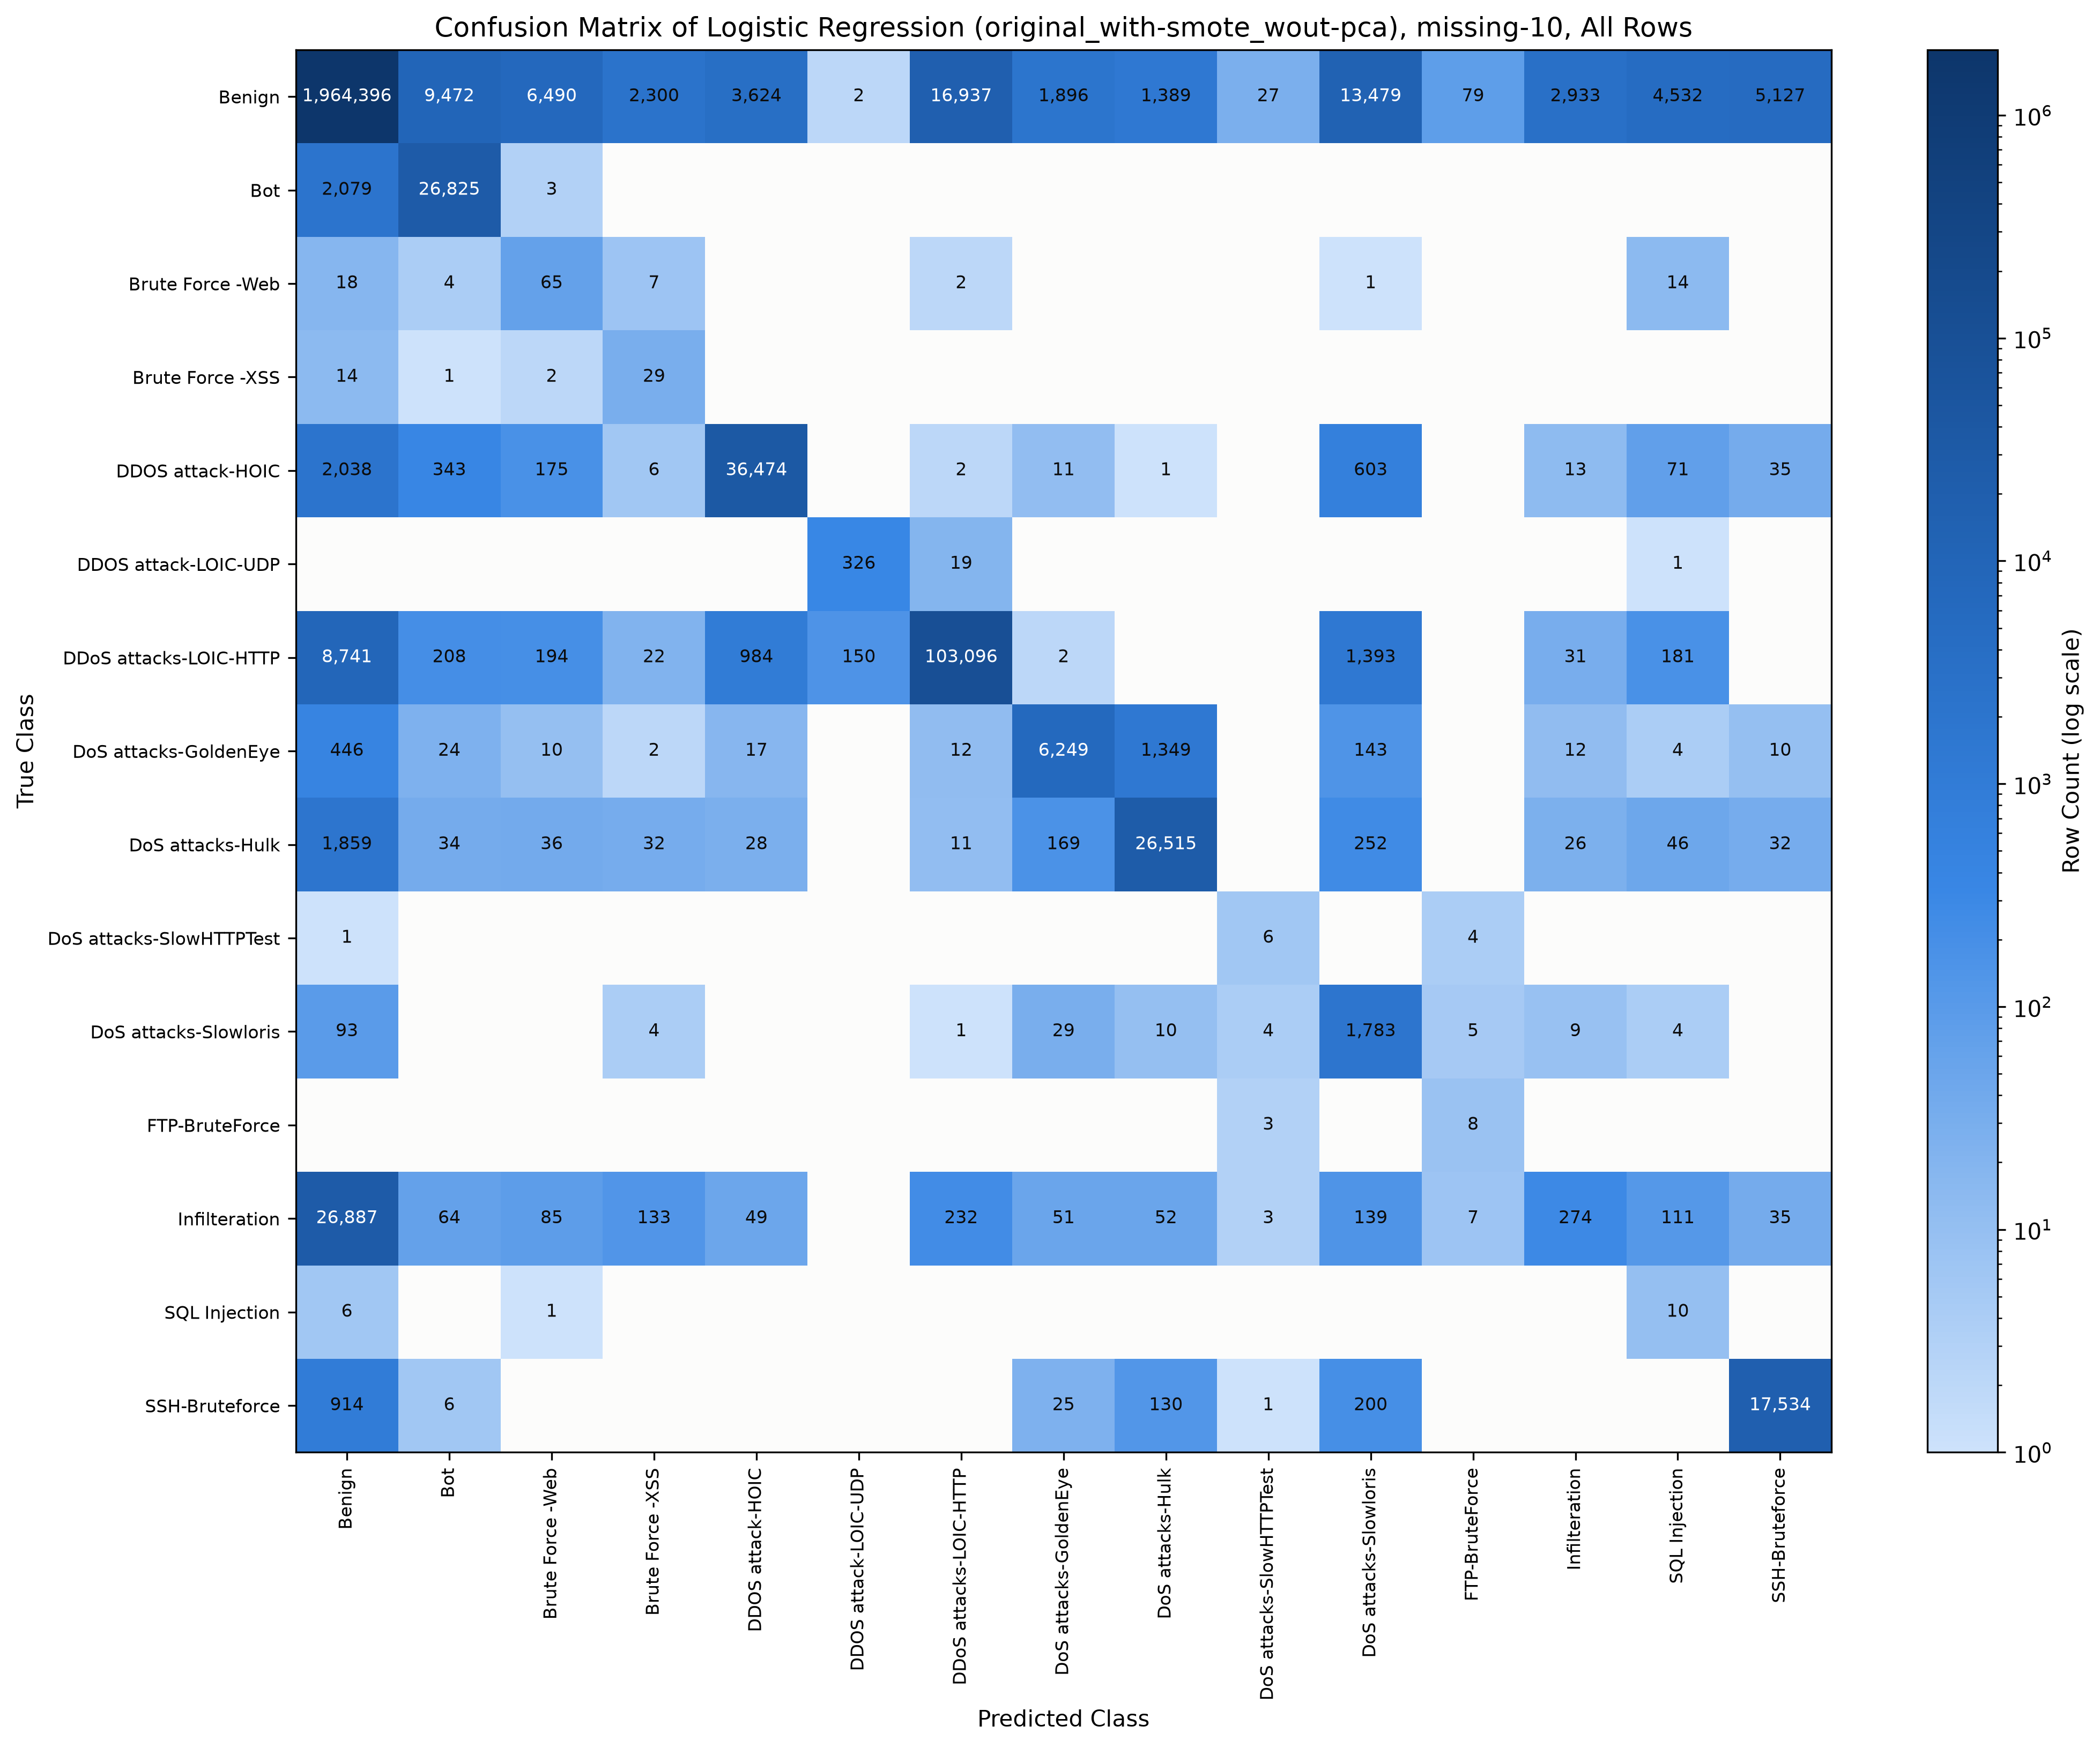 Confusion Matrix of Logistic Regression (original_with-smote_wout-pca), missing-10, All Rows
True Class
Benign 1,964,396 9,472 6,490 2,300 3,624 2 16,937 1,896 1,389 27 13,479 79 2,933 4,532 5,127
Bot 2,079 26,825 3
Brute Force -Web 18 4 65 7 2 1 14
Brute Force -XSS 14 1 2 29
DDOS attack-HOIC 2,038 343 175 6 36,474 2 11 1 603 13 71 35
DDOS attack-LOIC-UDP 326 19 1
DDoS attacks-LOIC-HTTP 8,741 208 194 22 984 150 103,096 2 1,393 31 181
DoS attacks-GoldenEye 446 24 10 2 17 12 6,249 1,349 143 12 4 10
DoS attacks-Hulk 1,859 34 36 32 28 11 169 26,515 252 26 46 32
DoS attacks-SlowHTTPTest 1 6 4
DoS attacks-Slowloris 93 4 1 29 10 4 1,783 5 9 4
FTP-BruteForce 3 8
Infilteration 26,887 64 85 133 49 232 51 52 3 139 7 274 111 35
SQL Injection 6 1 10
SSH-Bruteforce 914 6 25 130 1 200 17,534
Benign
Bot
Brute Force -Web
Brute Force -XSS
DDOS attack-HOIC
DDOS attack-LOIC-UDP
DDoS attacks-LOIC-HTTP
DoS attacks-GoldenEye
DoS attacks-Hulk
DoS attacks-SlowHTTPTest
DoS attacks-Slowloris
FTP-BruteForce
Infilteration
SQL Injection
SSH-Bruteforce
Predicted Class
10⁶
10⁵
10⁴
10³
10²
10¹
10⁰
Row Count (log scale)